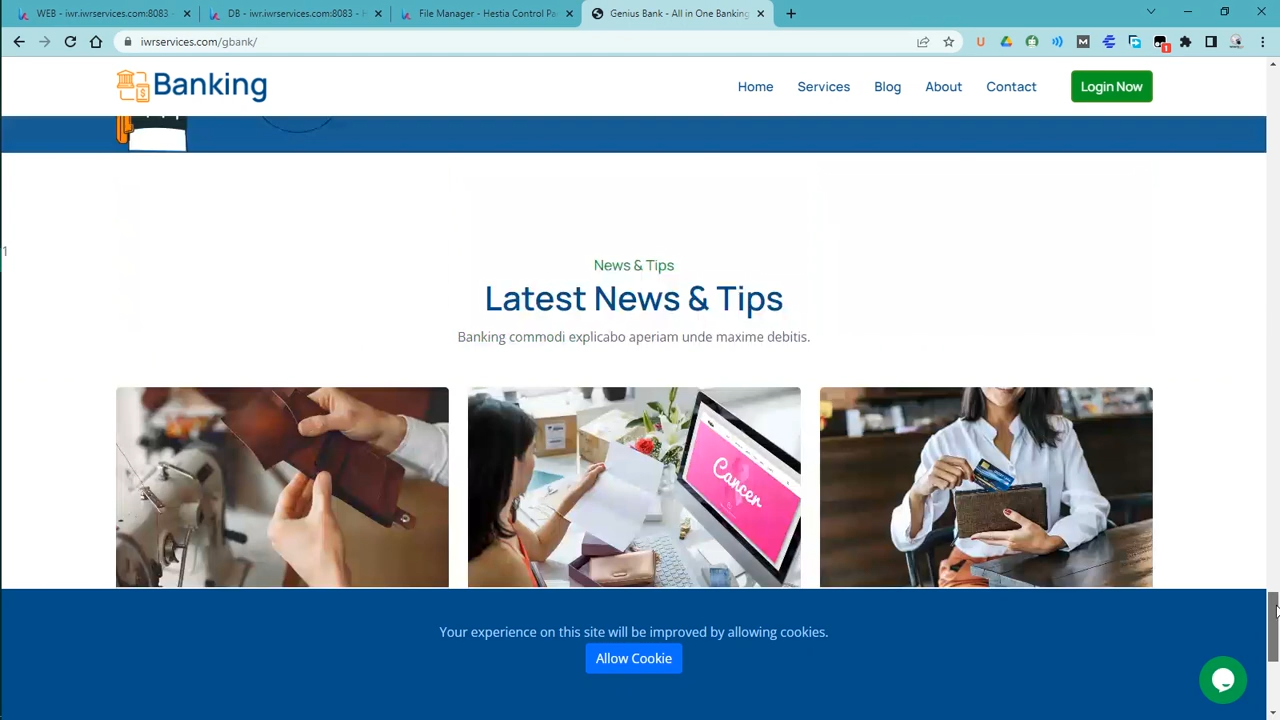 WEB - iwr.iwrservices.com:8083 -
DB - iwr.iwrservices.com:8083 - H
File Manager - Hestia Control Pa
Genius Bank - All in One Banking
iwrservices.com/gbank/
1
Banking
Home
Services
Blog
About
Contact
Login Now
1
News & Tips
Latest News & Tips
Banking commodi explicabo aperiam unde maxime debitis.
Cancer
Your experience on this site will be improved by allowing cookies.
Allow Cookie